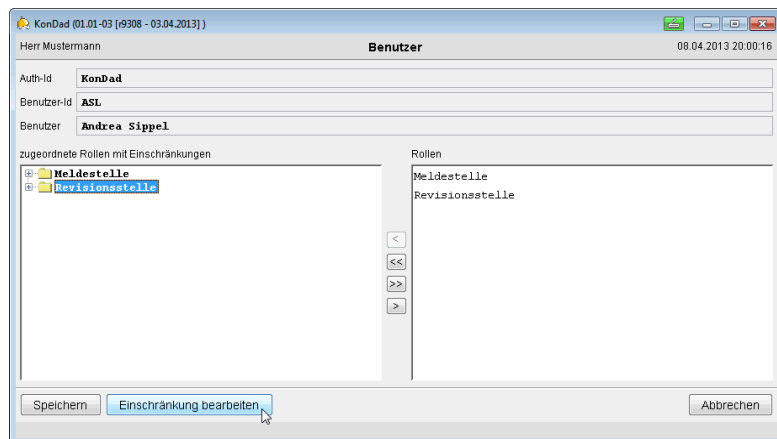 KonDad (01.01-03 [r9308 - 03.04.2013] )
Herr Mustermann Benutzer 08.04.2013 20:00:16
Auth-Id KonDad
Benutzer-Id ASL
Benutzer Andrea Sippel
zugeordnete Rollen mit Einschränkungen Rollen
Meldestelle Meldestelle
Revisionsstelle Revisionsstelle
<
<<
>>
>
Speichern Einschränkung bearbeiten Abbrechen